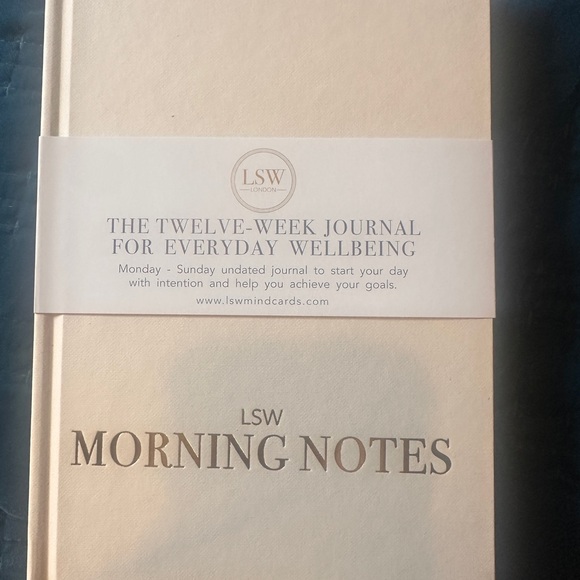 LSW
LONDON
THE TWELVE-WEEK JOURNAL
FOR EVERYDAY WELLBEING
Monday - Sunday undated journal to start your day
with intention and help you achieve your goals.
www.lswmindcards.com
LSW
MORNING NOTES